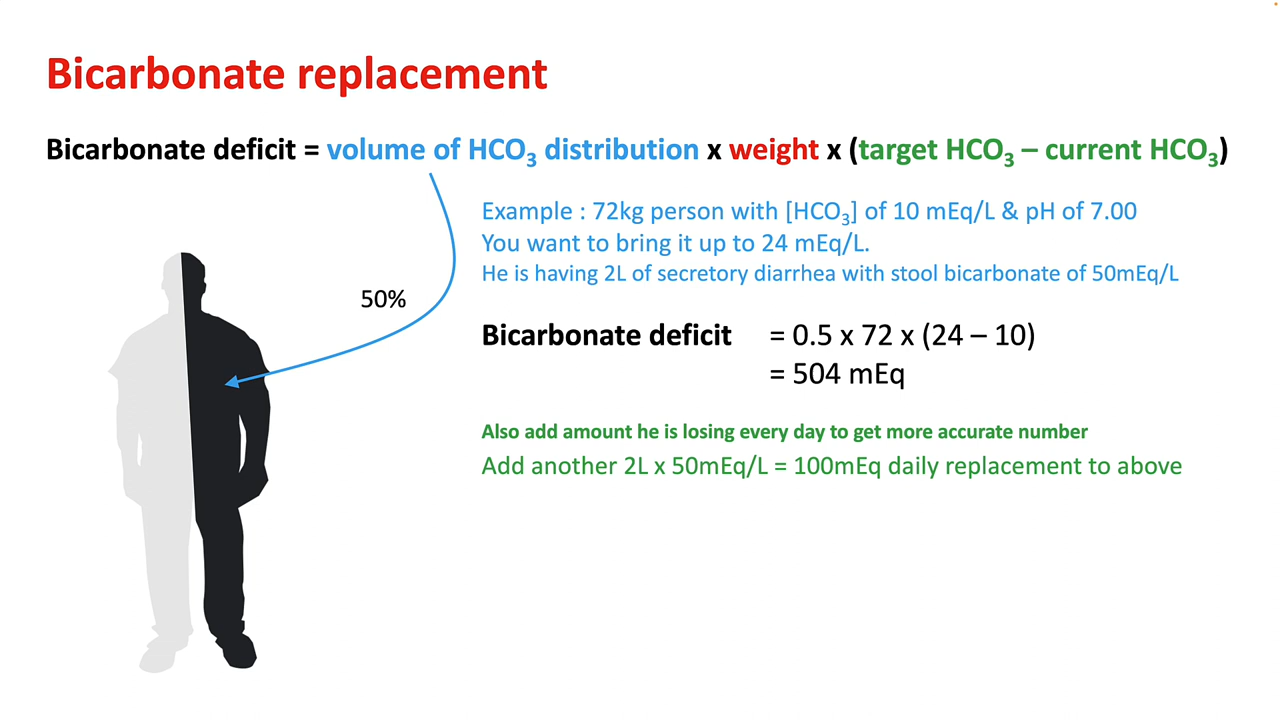 Bicarbonate replacement
Bicarbonate deficit = volume of HCO₃ distribution x weight x (target HCO₃ – current HCO₃)
Example : 72kg person with [HCO₃] of 10 mEq/L & pH of 7.00
You want to bring it up to 24 mEq/L.
He is having 2L of secretory diarrhea with stool bicarbonate of 50mEq/L
50%
Bicarbonate deficit = 0.5 x 72 x (24 – 10)
= 504 mEq
Also add amount he is losing every day to get more accurate number
Add another 2L x 50mEq/L = 100mEq daily replacement to above